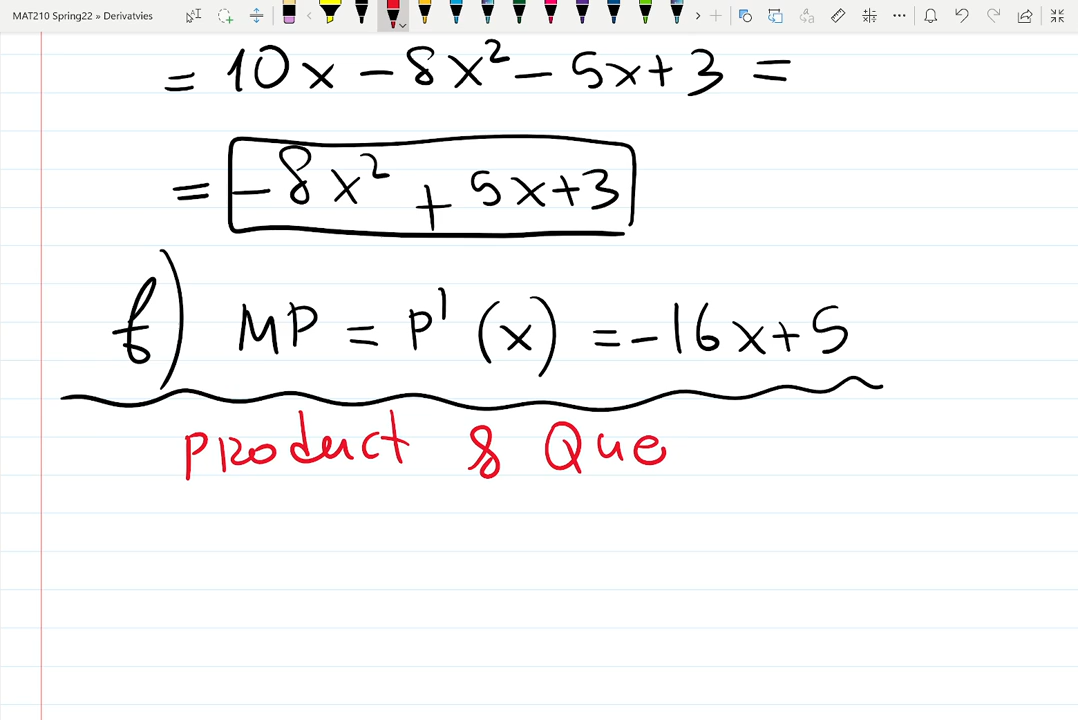 MAT210 Spring22 » Derivatvies
= 10x - 8x² - 5x + 3 =
= -8x² + 5x + 3
f) MP = P'(x) = -16x + 5
Product & Que